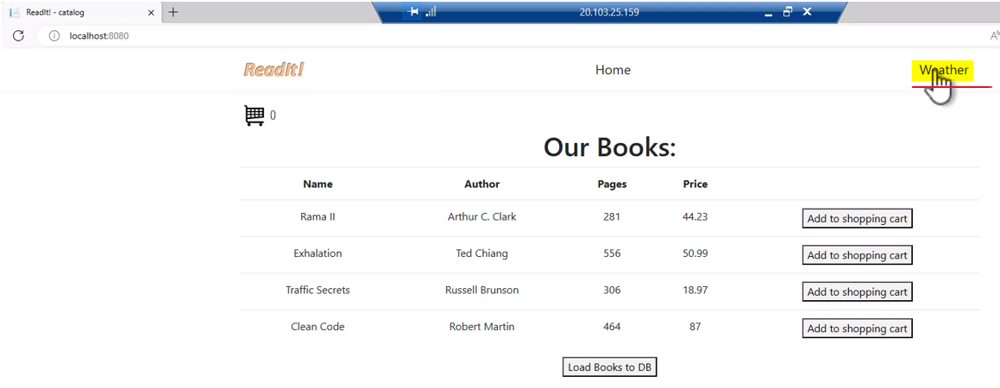 ReadIt! - catalog
20.103.25.159
localhost:8080
A
ReadIt!
Home
Weather
0
Our Books:
Name Author Pages Price
Rama II Arthur C. Clark 281 44.23 Add to shopping cart
Exhalation Ted Chiang 556 50.99 Add to shopping cart
Traffic Secrets Russell Brunson 306 18.97 Add to shopping cart
Clean Code Robert Martin 464 87 Add to shopping cart
Load Books to DB